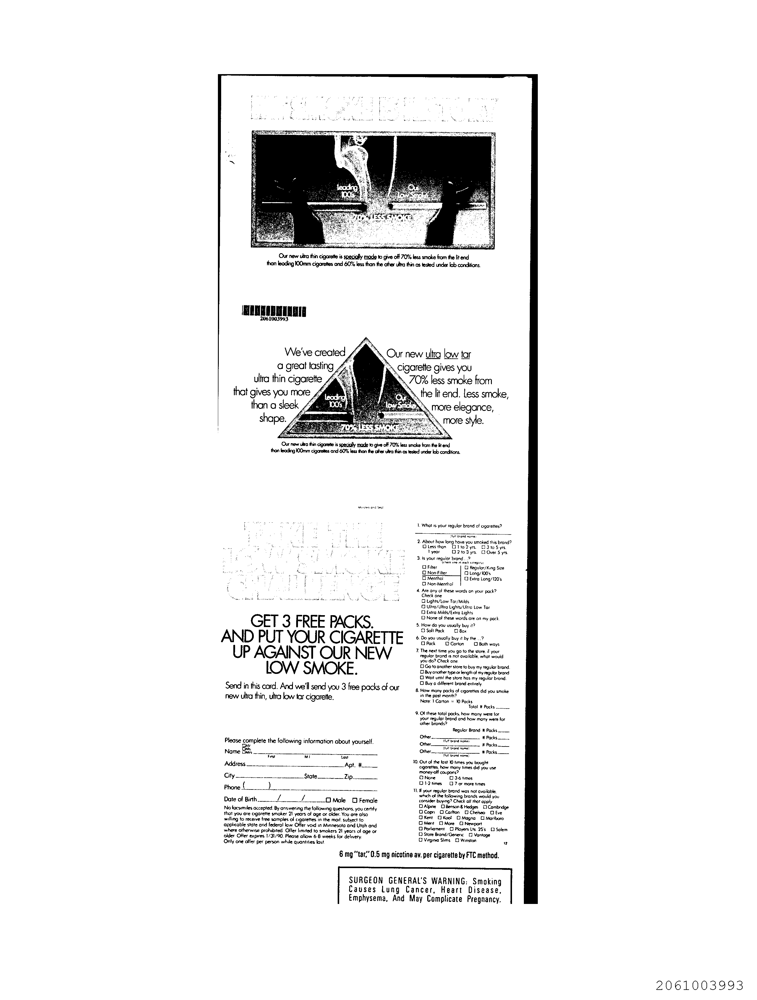 Leading
100's
Our
Low Smoke
70% LESS SMOKE
Our new ultra thin cigarette is specially made to give off 70% less smoke from the lit end
than leading 100mm cigarettes and 60% less than the other ultra thin as tested under lab conditions.
2061003993
We've created
a great tasting
ultra thin cigarette
that gives you more
than a sleek
shape.
Our new ultra low tar
cigarette gives you
70% less smoke from
the lit end. Less smoke,
more elegance,
more style.
Leading
100's
Our
Low Smoke
70% LESS SMOKE
Our new ultra thin cigarette is specially made to give off 70% less smoke from the lit end
than leading 100mm cigarettes and 60% less than the other ultra thin as tested under lab conditions.
TAKE THE
LOW SMOKE
CHALLENGE
GET 3 FREE PACKS.
AND PUT YOUR CIGARETTE
UP AGAINST OUR NEW
LOW SMOKE.
Send in this card. And we'll send you 3 free packs of our
new ultra thin, ultra low tar cigarette.
Please complete the following information about yourself.
Name
First M.I. Last
Address Apt. #
City State Zip
Phone ( )
Date of Birth / / □ Male □ Female
No facsimiles accepted. By answering the following questions, you certify
that you are cigarette smoker 21 years of age or older. You are also
willing to receive free samples of cigarettes in the mail, subject to
applicable state and federal law. Offer void in Minnesota and Utah and
where otherwise prohibited. Offer limited to smokers 21 years of age or
older. Offer expires 1/31/90. Please allow 6-8 weeks for delivery.
Only one offer per person while quantities last.
1. What is your regular brand of cigarettes?
(full brand name)
2. About how long have you smoked this brand?
□ Less than 1 year □ 1 to 2 yrs. □ 3 to 5 yrs.
□ 2 to 3 yrs. □ Over 5 yrs.
3. Is your regular brand...?
(Check one in each category)
□ Filter □ Regular/King Size
□ Non-Filter □ Long/100's
□ Menthol □ Extra Long/120's
□ Non-Menthol
4. Are any of these words on your pack?
Check one
□ Lights/Low Tar/Milds
□ Ultra/Ultra Lights/Ultra Low Tar
□ Extra Milds/Extra Lights
□ None of these words are on my pack
5. How do you usually buy it?
□ Soft Pack □ Box
6. Do you usually buy it by the...?
□ Pack □ Carton □ Both ways
7. The next time you go to the store, if your
regular brand is not available, what would
you do? Check one
□ Go to another store to buy my regular brand
□ Buy another type or length of my regular brand
□ Wait until the store has my regular brand
□ Buy a different brand entirely
8. How many packs of cigarettes did you smoke
in the past month?
Note: 1 Carton = 10 Packs
Total # Packs
9. Of these total packs, how many were for
your regular brand and how many were for
other brands?
Regular Brand # Packs
Other # Packs
(full brand name)
Other # Packs
(full brand name)
Other # Packs
(full brand name)
10. Out of the last 10 times you bought
cigarettes, how many times did you use
money-off coupons?
□ None □ 3-6 times
□ 1-2 times □ 7 or more times
11. If your regular brand was not available,
which of the following brands would you
consider buying? Check all that apply
□ Alpine □ Benson & Hedges □ Cambridge
□ Capri □ Carlton □ Chelsea □ Eve
□ Kent □ Kool □ Magna □ Marlboro
□ Merit □ More □ Newport
□ Parliament □ Players Lts. 25's □ Salem
□ Store Brand/Generic □ Vantage
□ Virginia Slims □ Winston
6 mg "tar," 0.5 mg nicotine av. per cigarette by FTC method.
SURGEON GENERAL'S WARNING: Smoking
Causes Lung Cancer, Heart Disease,
Emphysema, And May Complicate Pregnancy.
2061003993